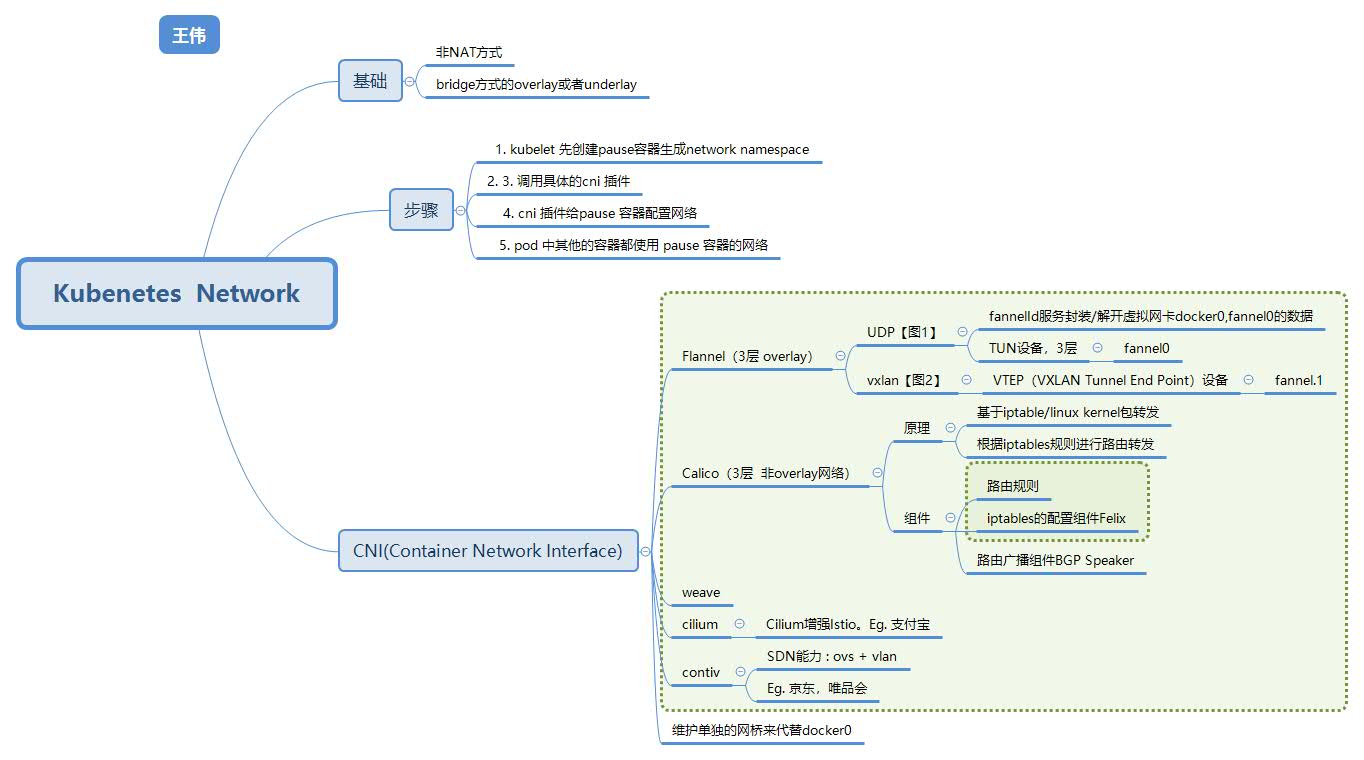 王伟
Kubenetes  Network
基础
非NAT方式
bridge方式的overlay或者underlay
步骤
1. kubelet 先创建pause容器生成network namespace
2. 3. 调用具体的cni 插件
4. cni 插件给pause 容器配置网络
5. pod 中其他的容器都使用 pause 容器的网络
CNI(Container Network Interface)
Flannel（3层 overlay）
UDP【图1】
fannelId服务封装/解开虚拟网卡docker0,fannel0的数据
TUN设备，3层
fannel0
vxlan【图2】
VTEP（VXLAN Tunnel End Point）设备
fannel.1
Calico（3层  非overlay网络）
原理
基于iptable/linux kernel包转发
根据iptables规则进行路由转发
组件
路由规则
iptables的配置组件Felix
路由广播组件BGP Speaker
weave
cilium
Cilium增强Istio。Eg. 支付宝
contiv
SDN能力：ovs + vlan
Eg. 京东，唯品会
维护单独的网桥来代替docker0